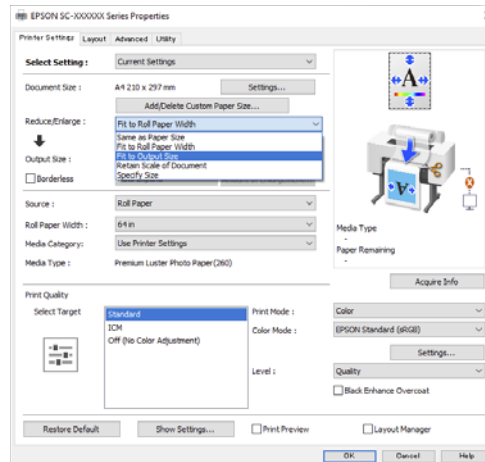 EPSON SC-XXXXXX Series Properties
Printer Settings Layout Advanced Utility
Select Setting : Current Settings
Document Size : A4 210 x 297 mm Settings...
Add/Delete Custom Paper Size...
Reduce/Enlarge : Fit to Roll Paper Width
Same as Paper Size
Fit to Roll Paper Width
Fit to Output Size
Retain Scale of Document
Specify Size
Output Size :
Borderless
Source : Roll Paper
Roll Paper Width : 64 in
Media Category: Use Printer Settings
Media Type : Premium Luster Photo Paper(260)
A
A
Media Type
-
Paper Remaining
-
Acquire Info
Print Quality
Select Target
Standard
ICM
Off (No Color Adjustment)
Print Mode : Color
Color Mode : EPSON Standard (sRGB)
Settings...
Level : Quality
Black Enhance Overcoat
Restore Default Show Settings... Print Preview Layout Manager
OK Cancel Help